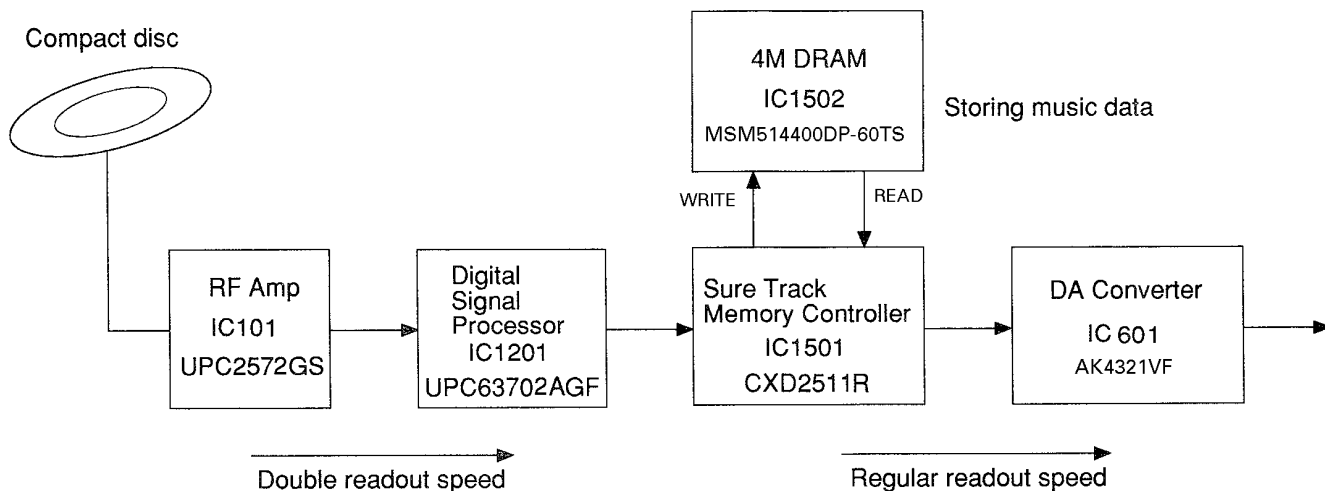 Compact disc
4M DRAM
IC1502
MSM514400DP-60TS
Storing music data
WRITE
READ
RF Amp
IC101
UPC2572GS
Digital
Signal
Processor
IC1201
UPC63702AGF
Sure Track
Memory Controller
IC1501
CXD2511R
DA Converter
IC 601
AK4321VF
Double readout speed
Regular readout speed